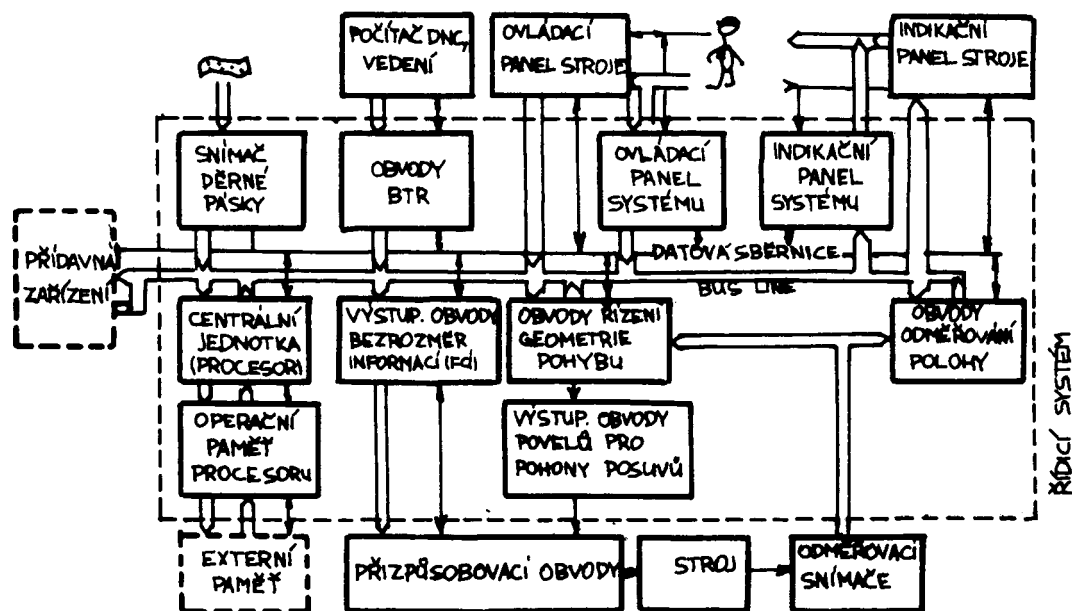 POČÍTAČ DNC,
VEDENÍ
OVLÁDACÍ
PANEL STROJE
INDIKAČNÍ
PANEL STROJE
SNÍMAČ
DĚRNÉ
PÁSKY
OBVODY
BTR
OVLÁDACÍ
PANEL
SYSTÉMU
INDIKAČNÍ
PANEL
SYSTÉMU
PŘÍDAVNÁ
ZAŘÍZENÍ
DATOVÁ SBĚRNICE
BUS LINE
CENTRÁLNÍ
JEDNOTKA
(PROCESOR)
VÝSTUP. OBVODY
BEZROZMĚR.
INFORMACÍ (FČI)
OBVODY ŘÍZENÍ
GEOMETRIE
POHYBU
OBVODY
ODMĚŘOVÁNÍ
POLOHY
OPERAČNÍ
PAMĚŤ
PROCESORU
VÝSTUP. OBVODY
POVELŮ PRO
POHONY POSUVŮ
ŘÍDICÍ SYSTÉM
EXTERNÍ
PAMĚŤ
PŘIZPŮSOBOVACÍ OBVODY
STROJ
ODMĚŘOVACÍ
SNÍMAČE